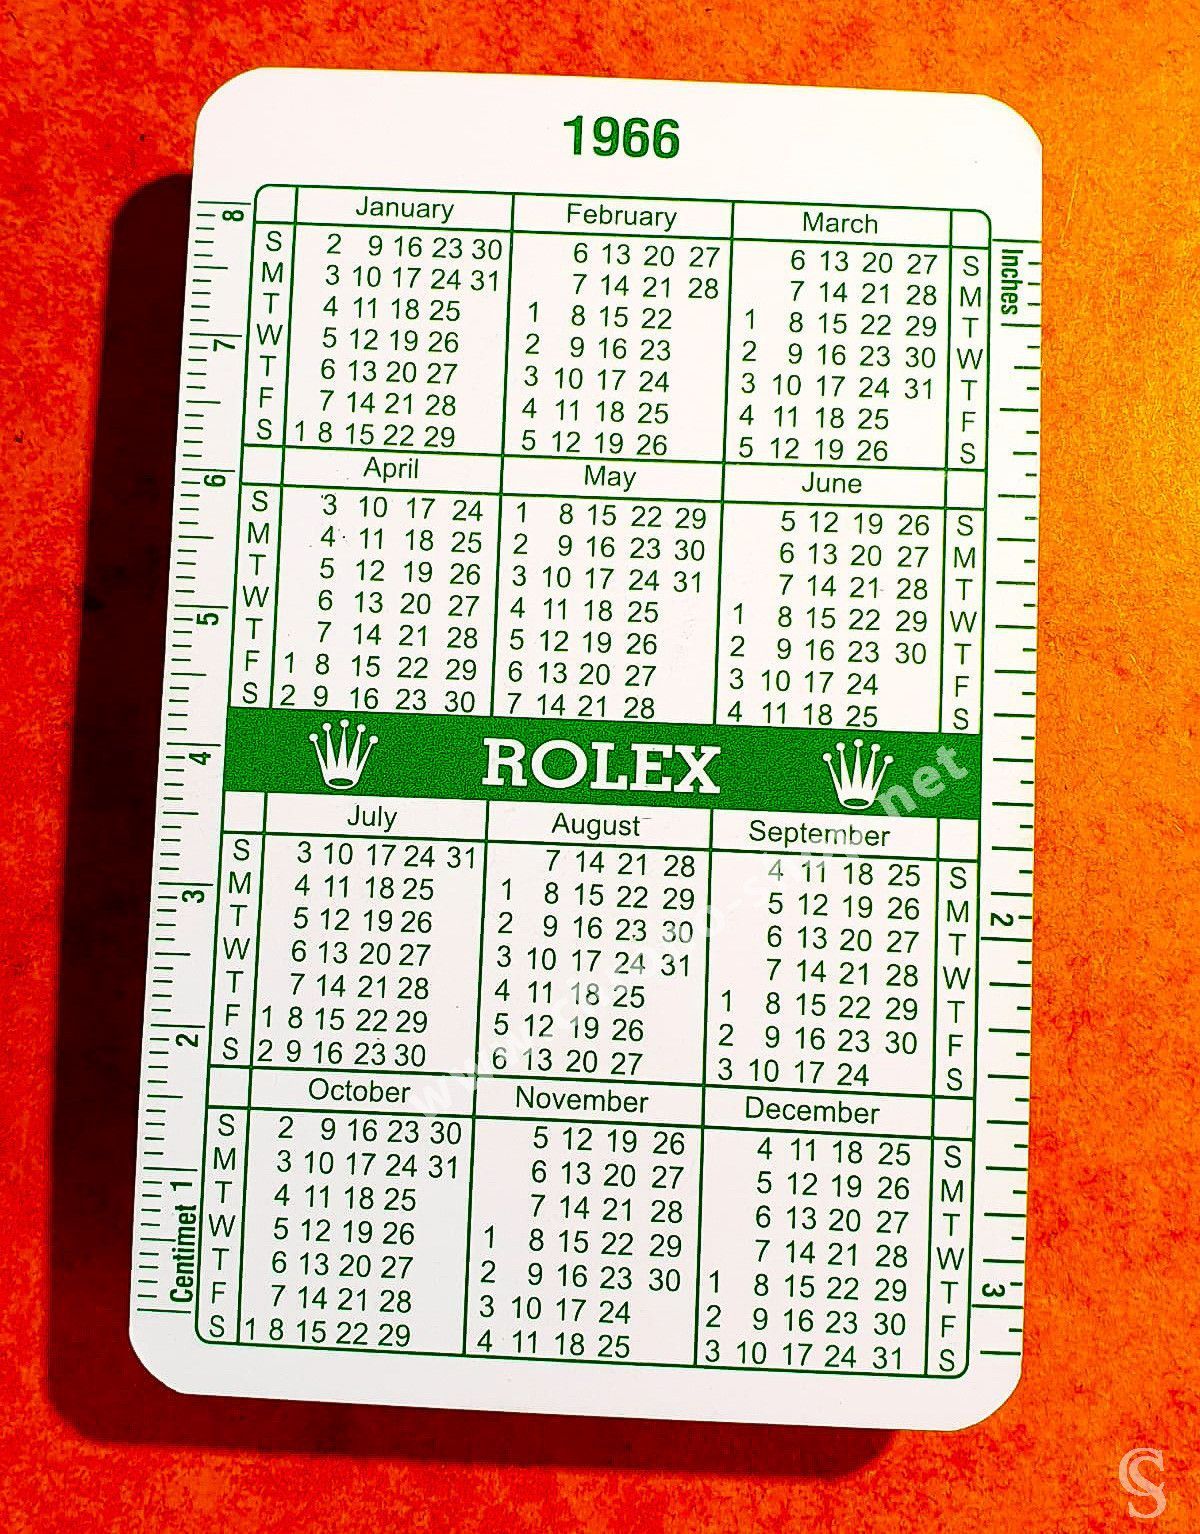 1966
January February March
S 2 9 16 23 30 6 13 20 27 6 13 20 27 S
M 3 10 17 24 31 7 14 21 28 7 14 21 28 M
T 4 11 18 25 1 8 15 22 1 8 15 22 29 T
W 5 12 19 26 2 9 16 23 2 9 16 23 30 W
T 6 13 20 27 3 10 17 24 3 10 17 24 31 T
F 7 14 21 28 4 11 18 25 4 11 18 25 F
S 1 8 15 22 29 5 12 19 26 5 12 19 26 S
April May June
S 3 10 17 24 1 8 15 22 29 5 12 19 26 S
M 4 11 18 25 2 9 16 23 30 6 13 20 27 M
T 5 12 19 26 3 10 17 24 31 7 14 21 28 T
W 6 13 20 27 4 11 18 25 1 8 15 22 29 W
T 7 14 21 28 5 12 19 26 2 9 16 23 30 T
F 1 8 15 22 29 6 13 20 27 3 10 17 24 F
S 2 9 16 23 30 7 14 21 28 4 11 18 25 S
ROLEX
July August September
S 3 10 17 24 31 7 14 21 28 4 11 18 25 S
M 4 11 18 25 1 8 15 22 29 5 12 19 26 M
T 5 12 19 26 2 9 16 23 30 6 13 20 27 T
W 6 13 20 27 3 10 17 24 31 7 14 21 28 W
T 7 14 21 28 4 11 18 25 1 8 15 22 29 T
F 1 8 15 22 29 5 12 19 26 2 9 16 23 30 F
S 2 9 16 23 30 6 13 20 27 3 10 17 24 S
October November December
S 2 9 16 23 30 5 12 19 26 4 11 18 25 S
M 3 10 17 24 31 6 13 20 27 5 12 19 26 M
T 4 11 18 25 7 14 21 28 6 13 20 27 T
W 5 12 19 26 1 8 15 22 29 7 14 21 28 W
T 6 13 20 27 2 9 16 23 30 1 8 15 22 29 T
F 7 14 21 28 3 10 17 24 2 9 16 23 30 F
S 1 8 15 22 29 4 11 18 25 3 10 17 24 31 S
Centimet 1 2 3 4 5 6 7 8
Inches 2 3